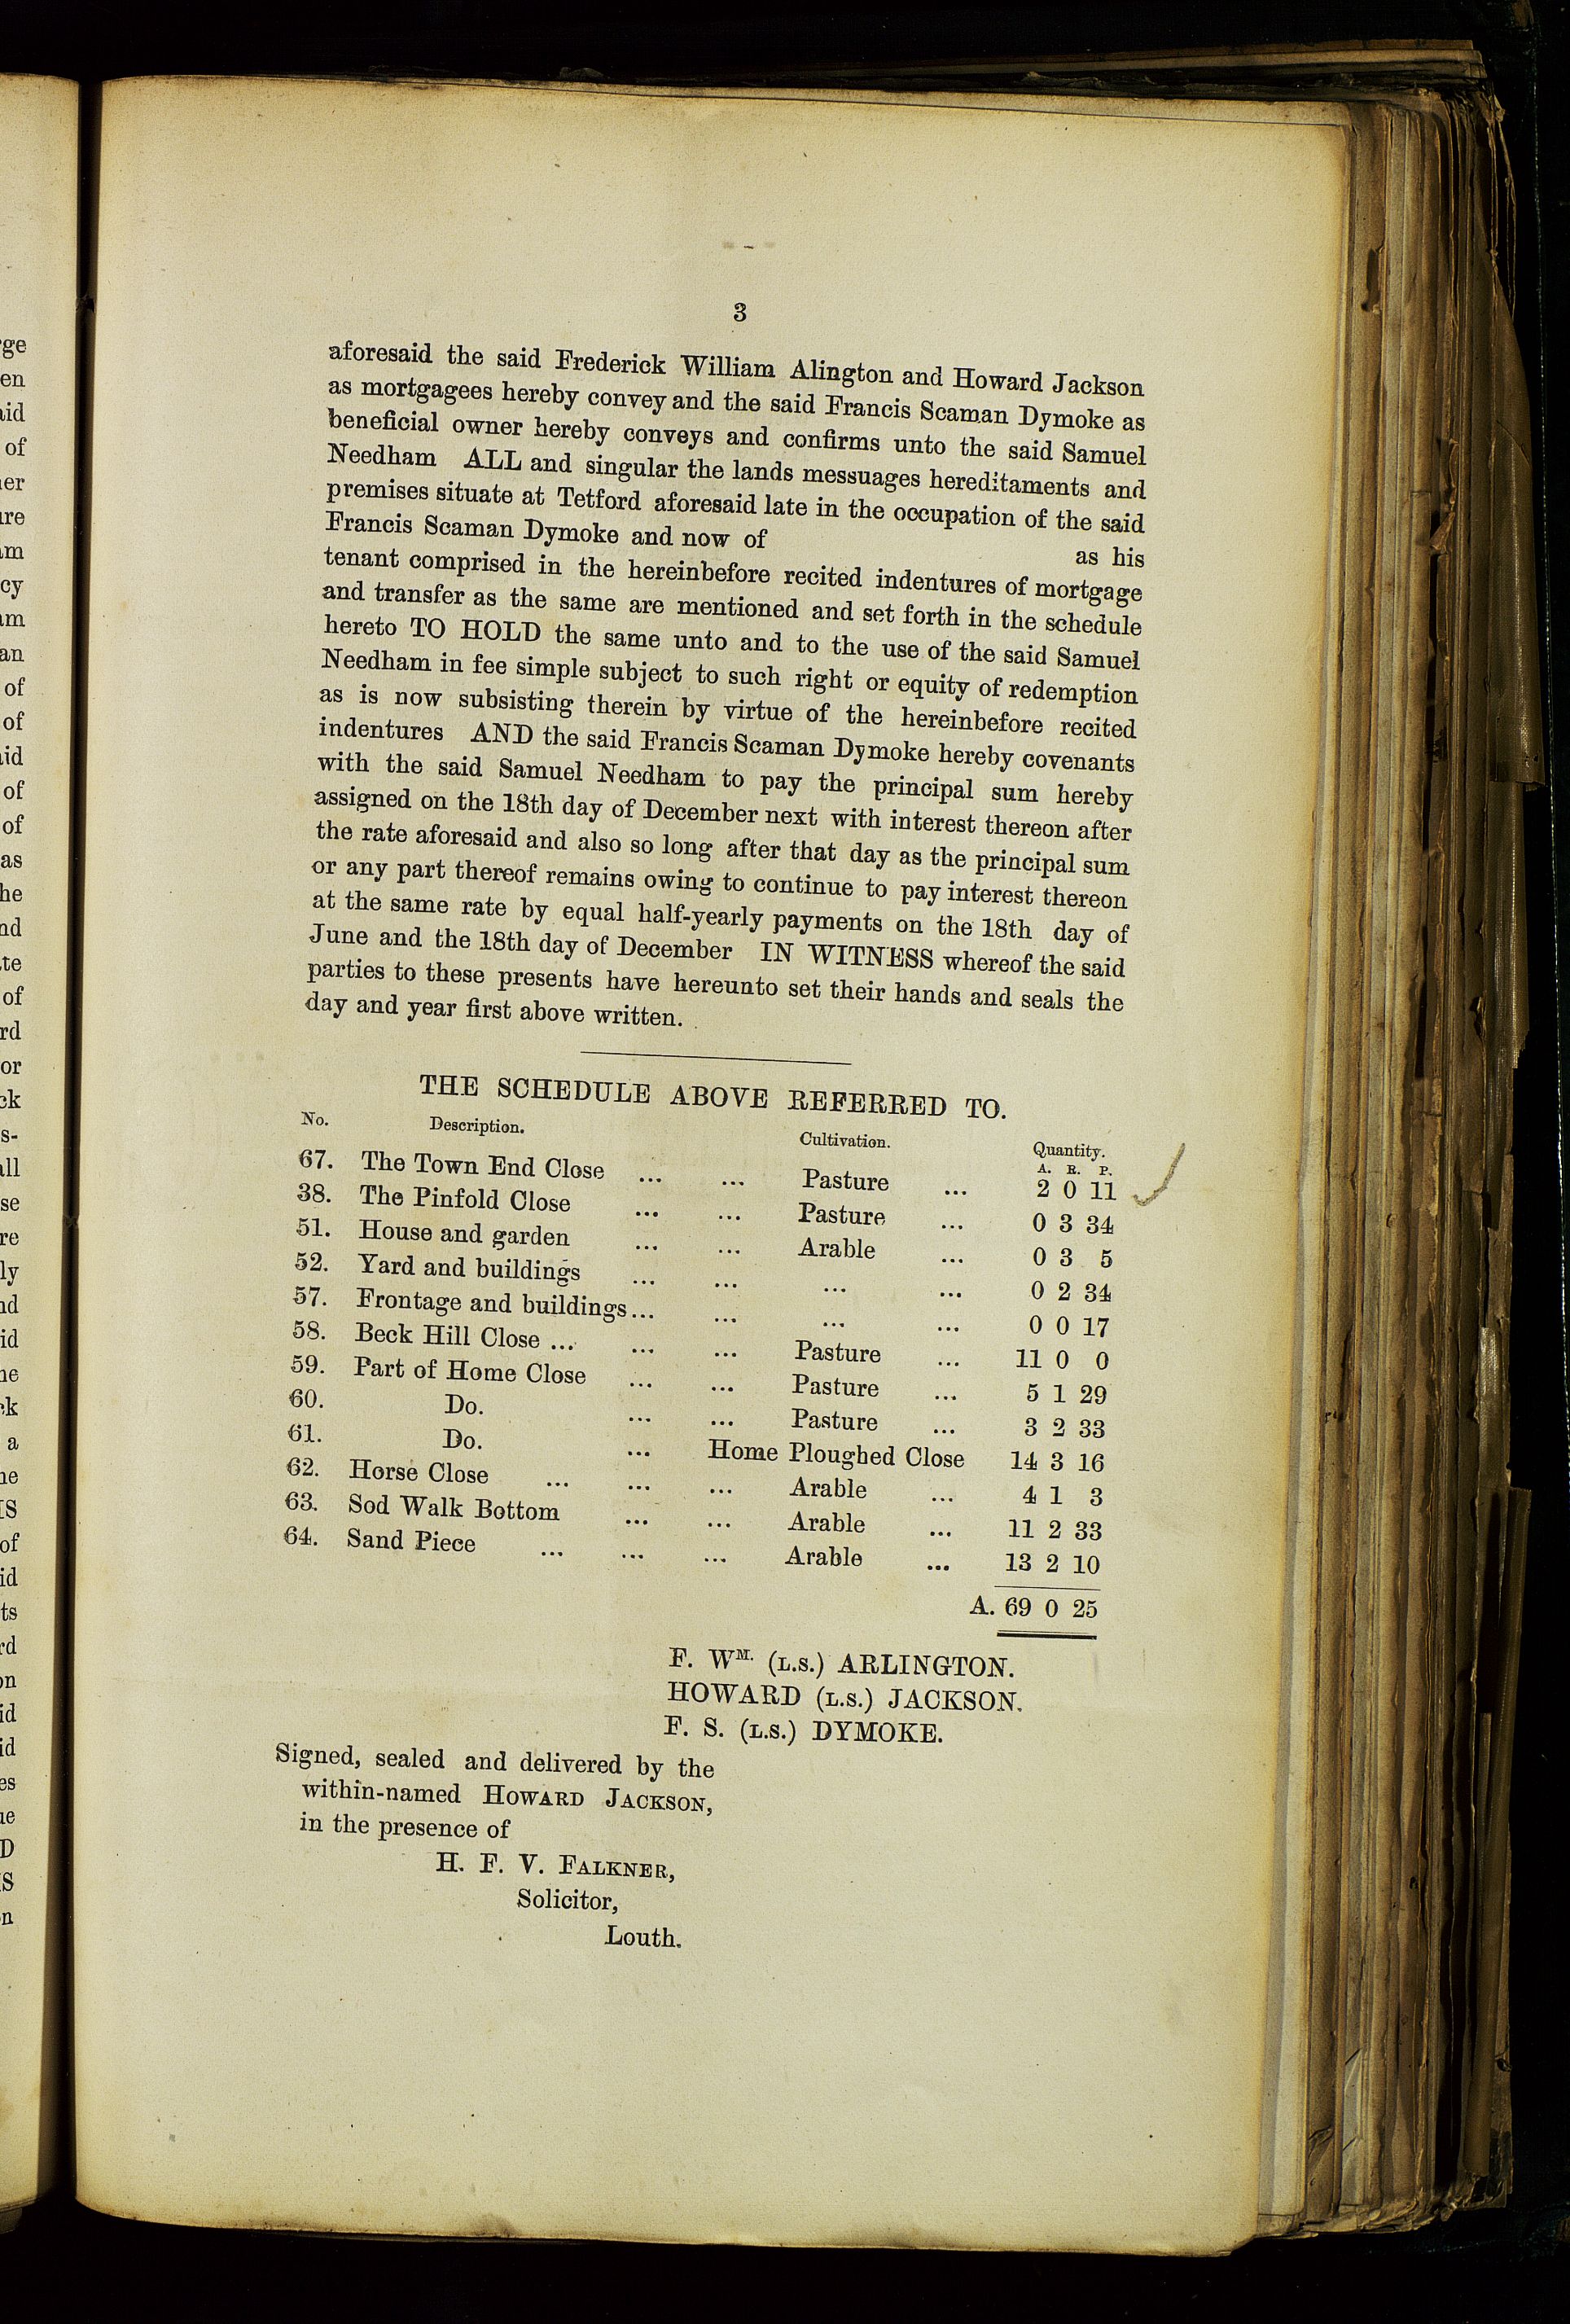 3
aforesaid the said Frederick William Alington and Howard Jackson
as mortgagees hereby convey and the said Francis Scaman Dymoke as
beneficial owner hereby conveys and confirms unto the said Samuel
Needham ALL and singular the lands messuages hereditaments and
premises situate at Tetford aforesaid late in the occupation of the said
Francis Scaman Dymoke and now of as his
tenant comprised in the hereinbefore recited indentures of mortgage
and transfer as the same are mentioned and set forth in the schedule
hereto TO HOLD the same unto and to the use of the said Samuel
Needham in fee simple subject to such right or equity of redemption
as is now subsisting therein by virtue of the hereinbefore recited
indentures AND the said Francis Scaman Dymoke hereby covenants
with the said Samuel Needham to pay the principal sum hereby
assigned on the 18th day of December next with interest thereon after
the rate aforesaid and also so long after that day as the principal sum
or any part thereof remains owing to continue to pay interest thereon
at the same rate by equal half-yearly payments on the 18th day of
June and the 18th day of December IN WITNESS whereof the said
parties to these presents have hereunto set their hands and seals the
day and year first above written.
THE SCHEDULE ABOVE REFERRED TO.
No. Description. Cultivation. Quantity.
A. R. P.
67. The Town End Close ... ... Pasture ... 2 0 11
38. The Pinfold Close ... ... Pasture ... 0 3 34
51. House and garden ... ... Arable ... 0 3 5
52. Yard and buildings ... ... ... ... 0 2 34
57. Frontage and buildings... ... ... ... 0 0 17
58. Beck Hill Close ... ... ... Pasture ... 11 0 0
59. Part of Home Close ... ... Pasture ... 5 1 29
60. Do. ... ... Pasture ... 3 2 33
61. Do. ... Home Ploughed Close 14 3 16
62. Horse Close ... ... ... Arable ... 4 1 3
63. Sod Walk Bottom ... ... Arable ... 11 2 33
64. Sand Piece ... ... ... Arable ... 13 2 10
A. 69 0 25
F. WM. (L.S.) ARLINGTON.
HOWARD (L.S.) JACKSON.
F. S. (L.S.) DYMOKE.
Signed, sealed and delivered by the
within-named HOWARD JACKSON,
in the presence of
H. F. V. FALKNER,
Solicitor,
Louth.